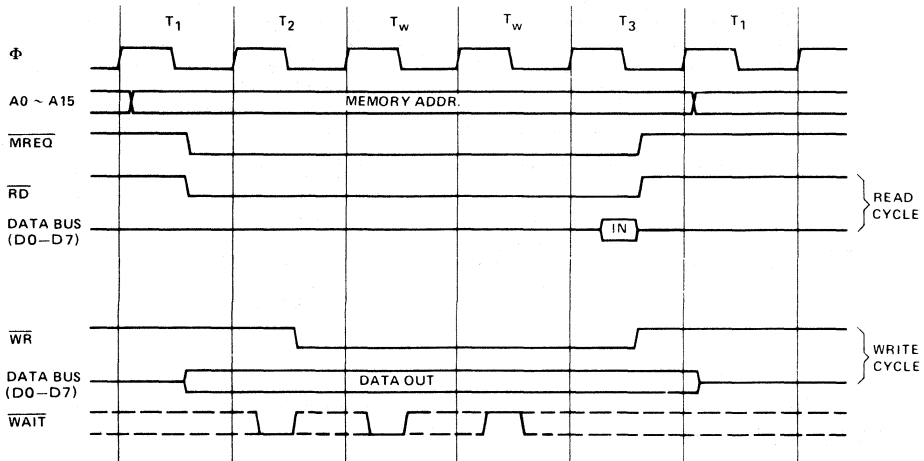 T1 T2 Tw Tw T3 T1
Φ
A0 ~ A15 MEMORY ADDR.
MREQ
RD
READ
CYCLE
DATA BUS
(D0—D7)
IN
WR
WRITE
CYCLE
DATA BUS
(D0—D7)
DATA OUT
WAIT